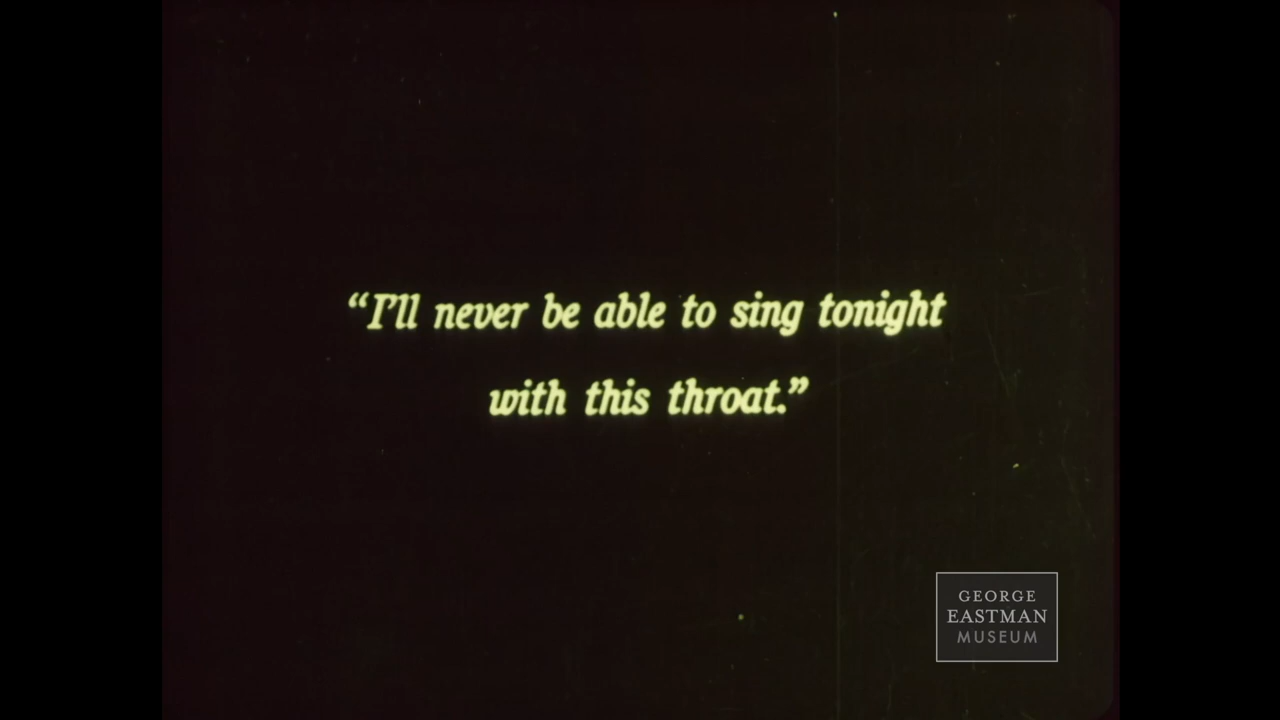 “I’ll never be able to sing tonight
with this throat.”
GEORGE
EASTMAN
MUSEUM